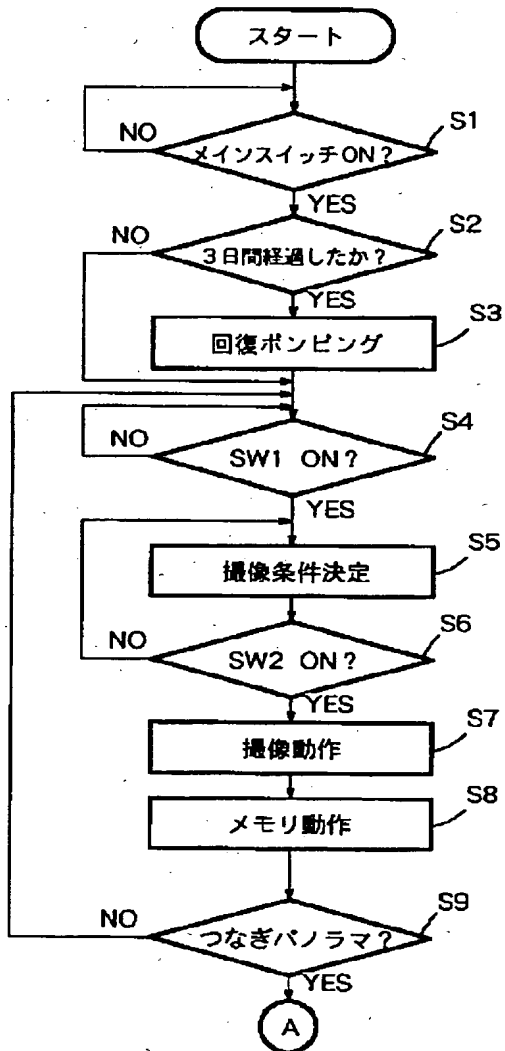 スタート
NO
メインスイッチON？
S1
YES
NO
3日間経過したか？
S2
YES
回復ポンピング
S3
NO
SW1 ON？
S4
YES
撮像条件決定
S5
NO
SW2 ON？
S6
YES
撮像動作
S7
メモリ動作
S8
NO
つなぎパノラマ？
S9
YES
A